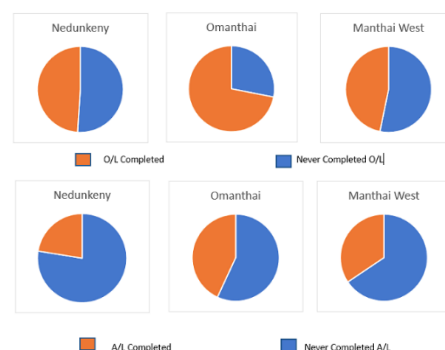 Nedunkeny
Omanthai
Manthai West
O/L Completed
Never Completed O/L
Nedunkeny
Omanthai
Manthai West
A/L Completed
Never Completed A/L